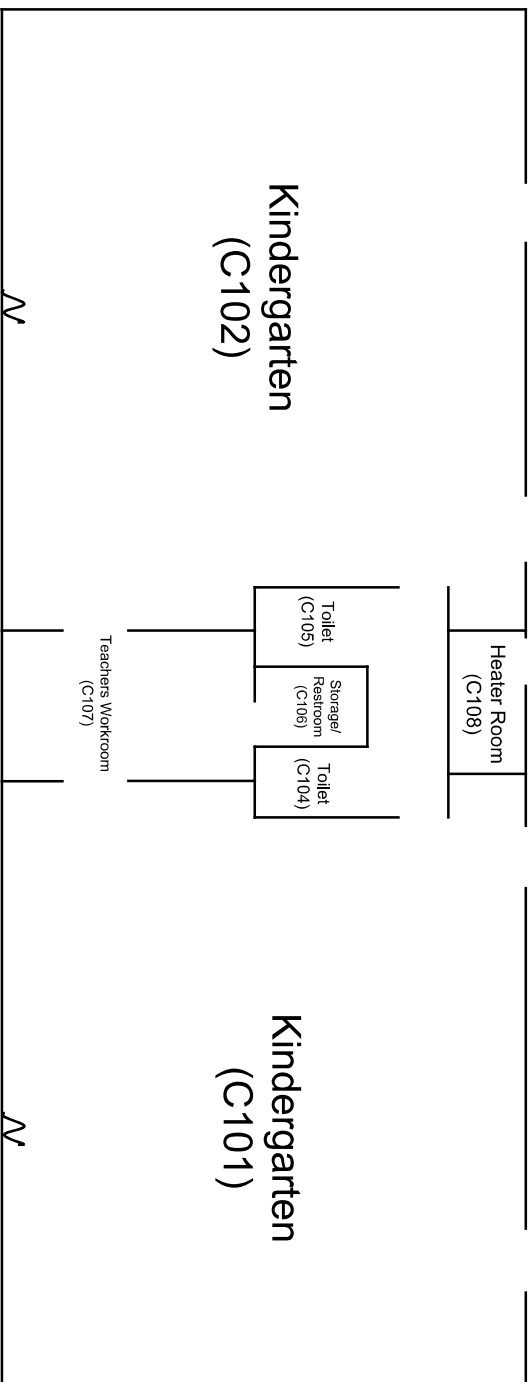 Kindergarten
(C102)
Toilet
(C105)
Storage/
Restroom
(C106)
Toilet
(C104)
Heater Room
(C108)
Teachers Workroom
(C107)
Kindergarten
(C101)